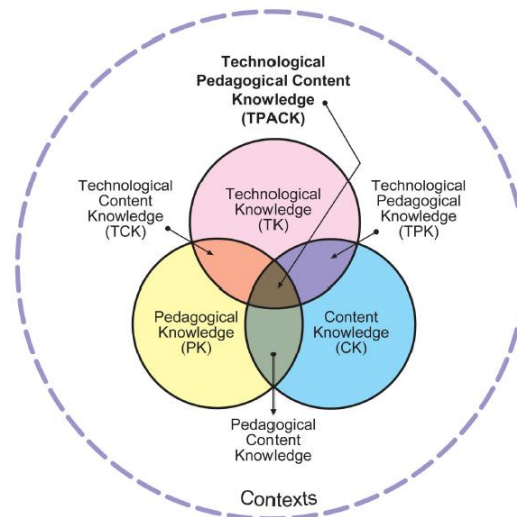 Technological
Pedagogical Content
Knowledge
(TPACK)
Technological
Content
Knowledge
(TCK)
Technological
Knowledge
(TK)
Technological
Pedagogical
Knowledge
(TPK)
Pedagogical
Knowledge
(PK)
Content
Knowledge
(CK)
Pedagogical
Content
Knowledge
Contexts